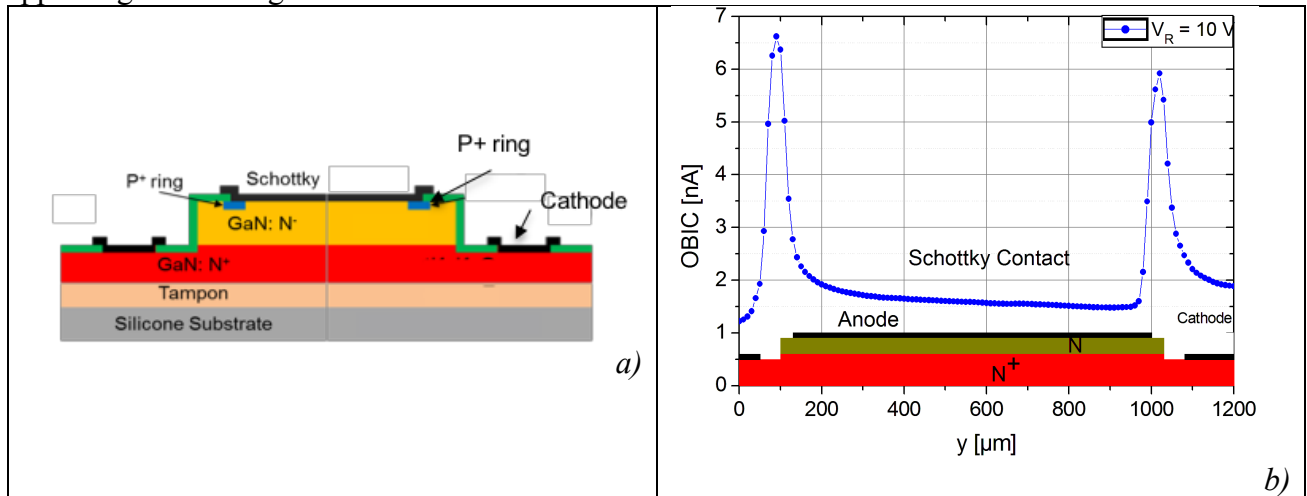 P⁺ ring
Schottky
P+ ring
Cathode
GaN: N⁻
GaN: N⁺
Tampon
Silicone Substrate
a)
V_R = 10 V
OBIC [nA]
7
6
5
4
3
2
1
0
Schottky Contact
Anode
Cathode
N
N⁺
0
200
400
600
800
1000
1200
y [µm]
b)